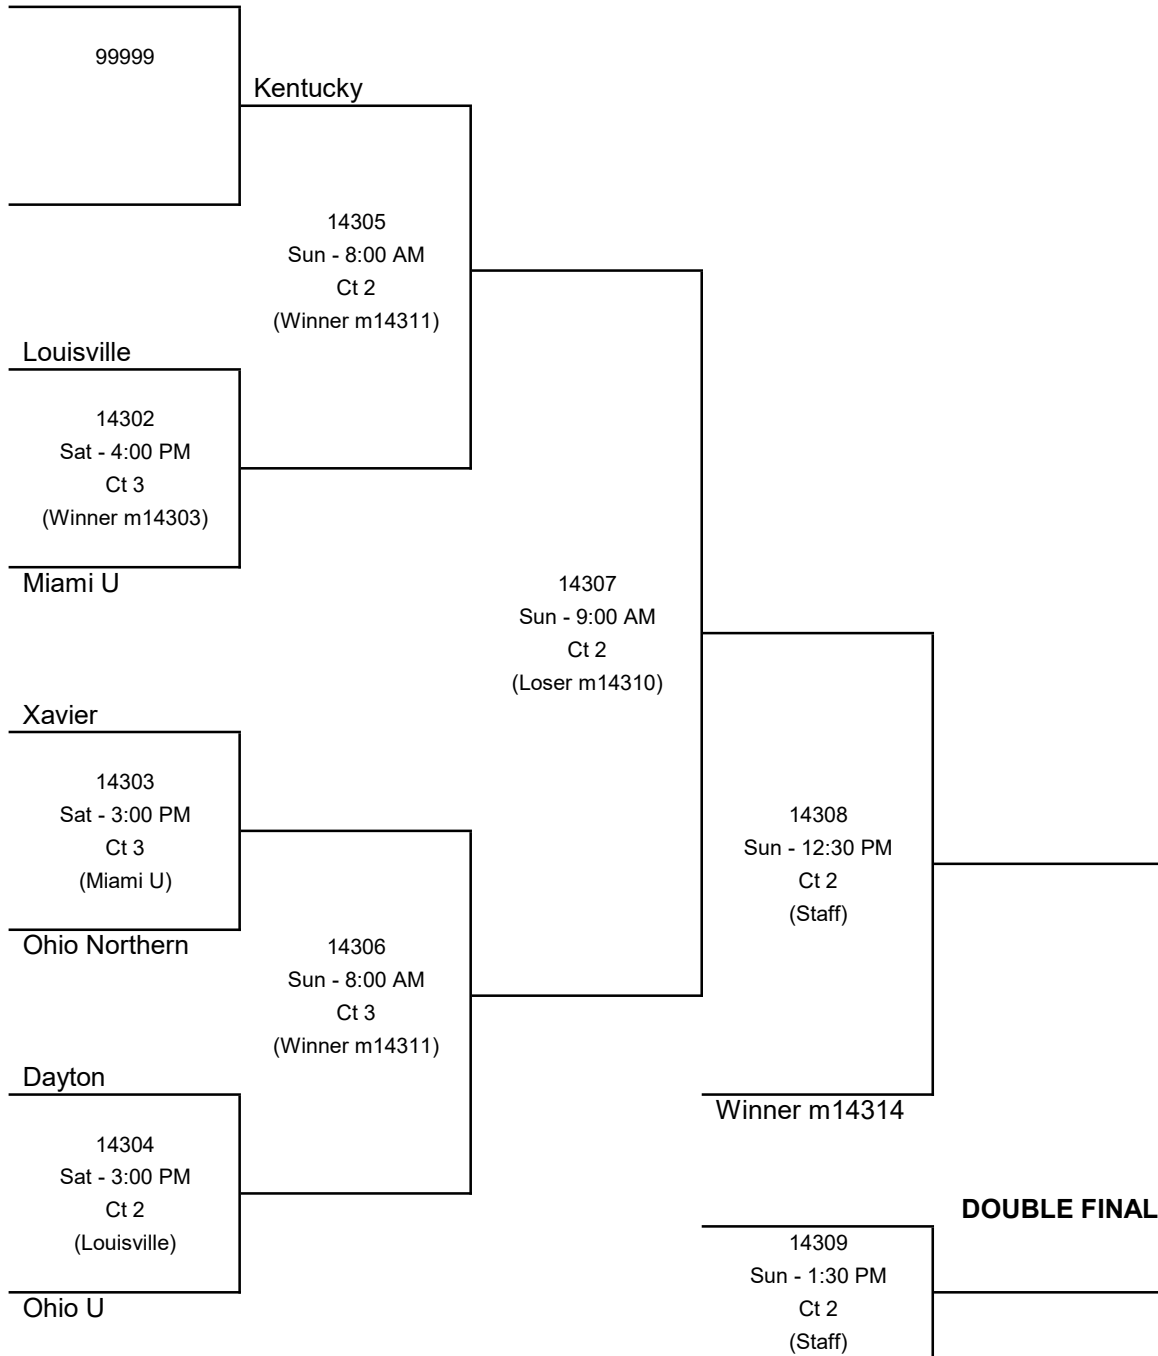 99999
Kentucky
14305
Sun - 8:00 AM
Ct 2
(Winner m14311)
Louisville
14302
Sat - 4:00 PM
Ct 3
(Winner m14303)
Miami U
14307
Sun - 9:00 AM
Ct 2
(Loser m14310)
Xavier
14303
Sat - 3:00 PM
Ct 3
(Miami U)
Ohio Northern
14308
Sun - 12:30 PM
Ct 2
(Staff)
14306
Sun - 8:00 AM
Ct 3
(Winner m14311)
Dayton
Winner m14314
14304
Sat - 3:00 PM
Ct 2
(Louisville)
Ohio U
DOUBLE FINAL
14309
Sun - 1:30 PM
Ct 2
(Staff)